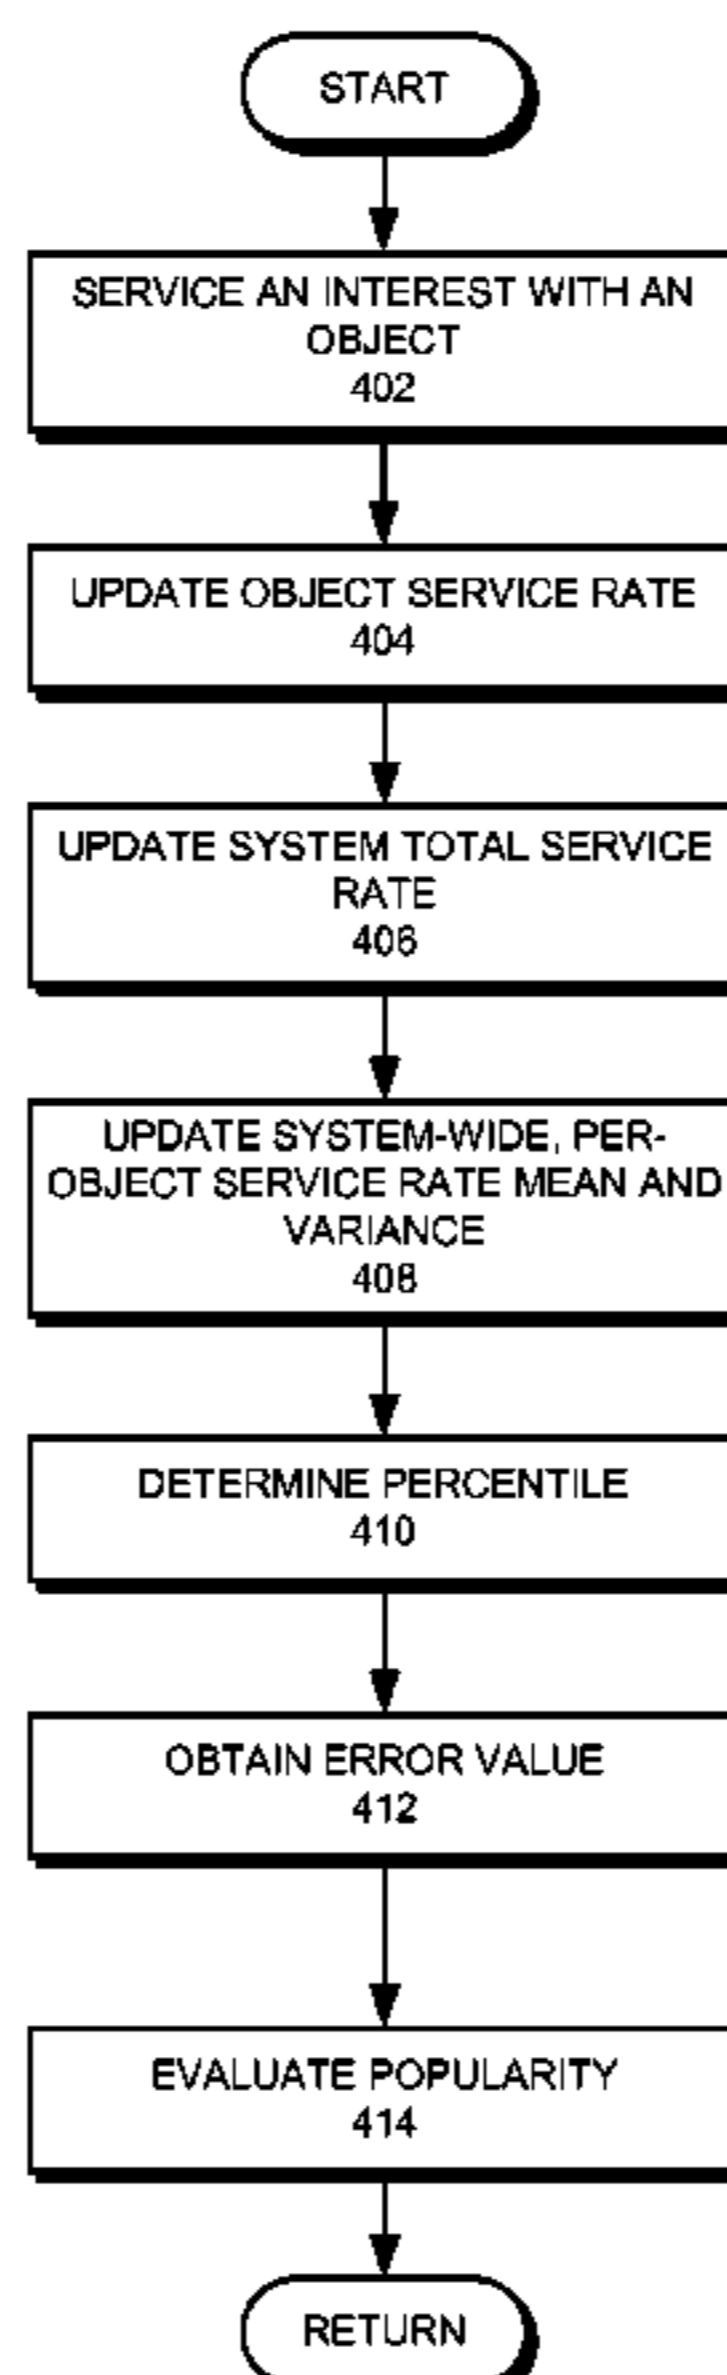 START
SERVICE AN INTEREST WITH AN
OBJECT
402
UPDATE OBJECT SERVICE RATE
404
UPDATE SYSTEM TOTAL SERVICE
RATE
406
UPDATE SYSTEM-WIDE, PER-
OBJECT SERVICE RATE MEAN AND
VARIANCE
408
DETERMINE PERCENTILE
410
OBTAIN ERROR VALUE
412
EVALUATE POPULARITY
414
RETURN